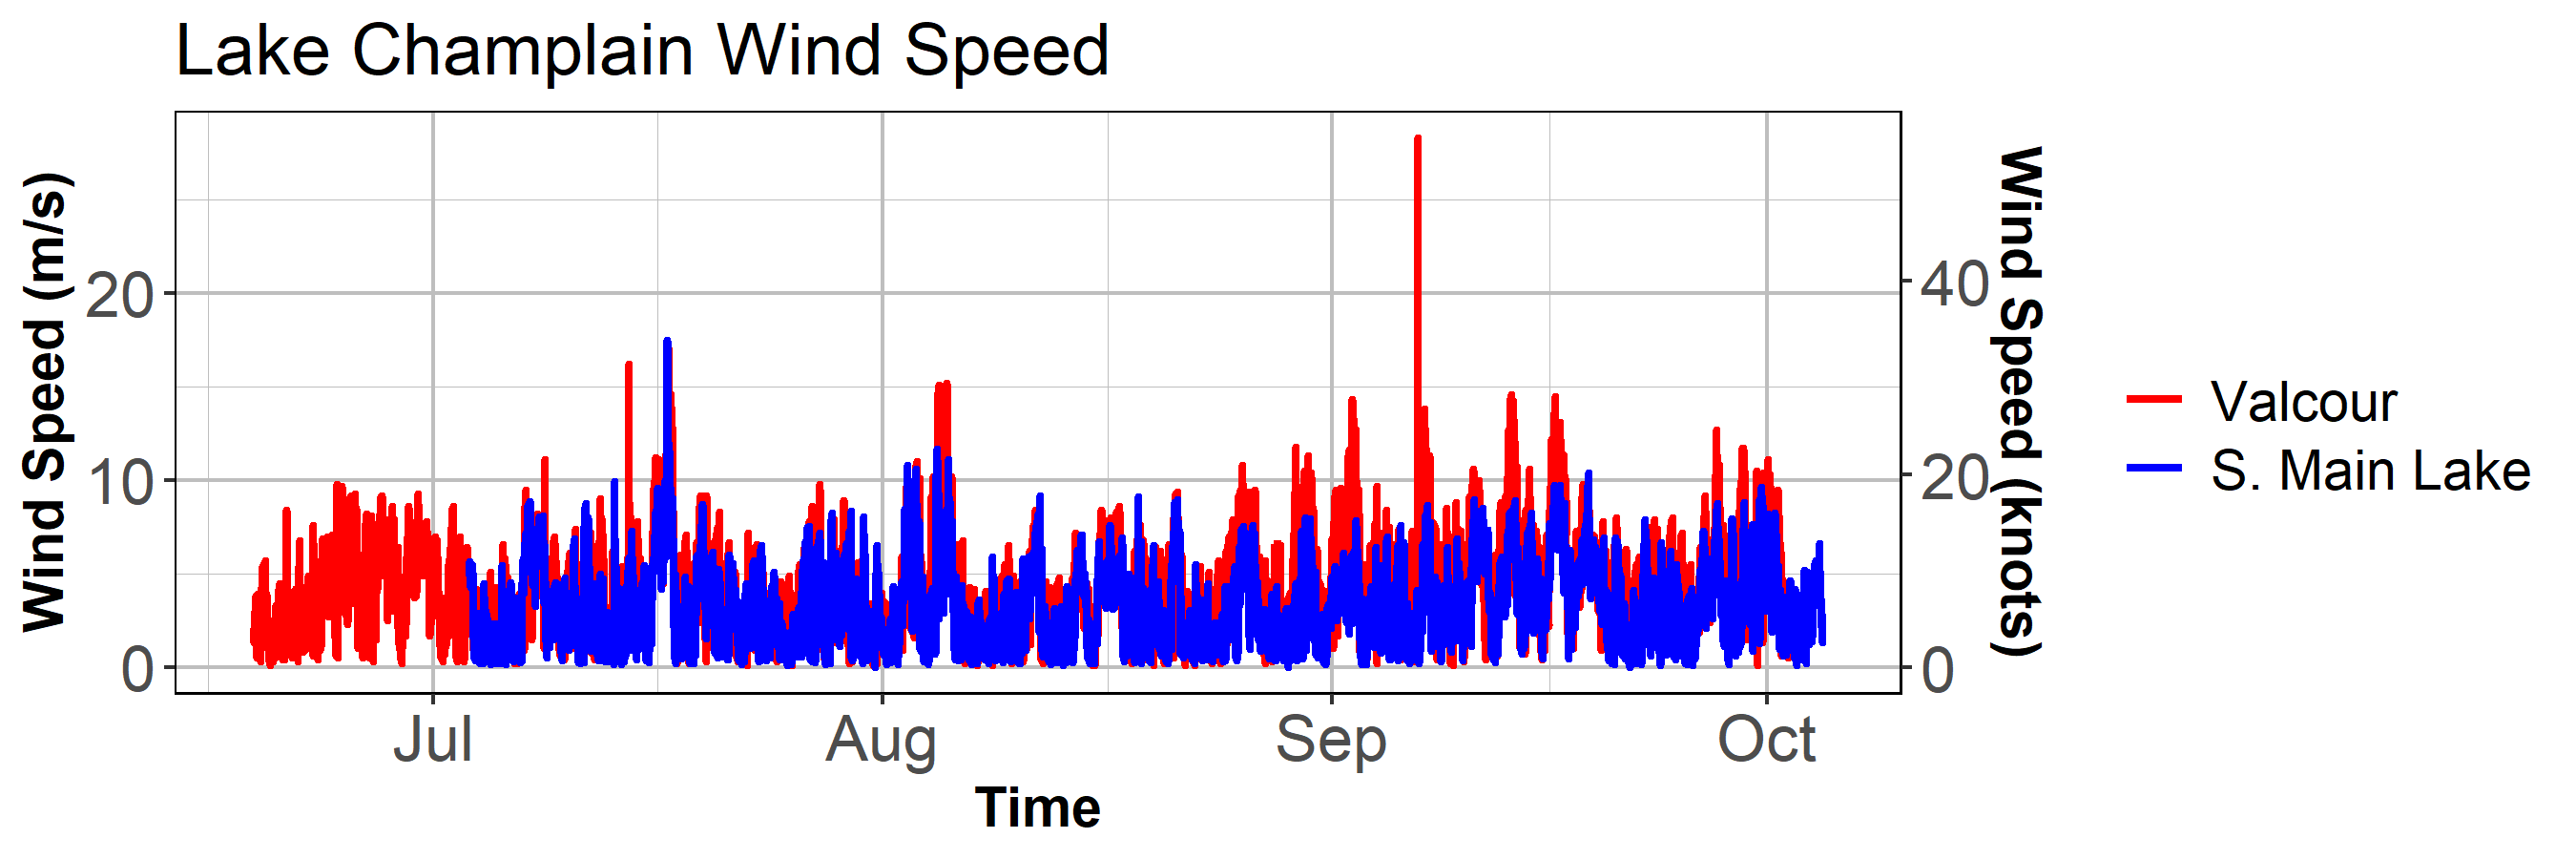 Lake Champlain Wind Speed
Wind Speed (m/s)
20
10
0
40
20
0
Wind Speed (knots)
Jul Aug Sep Oct
Time
Valcour
S. Main Lake